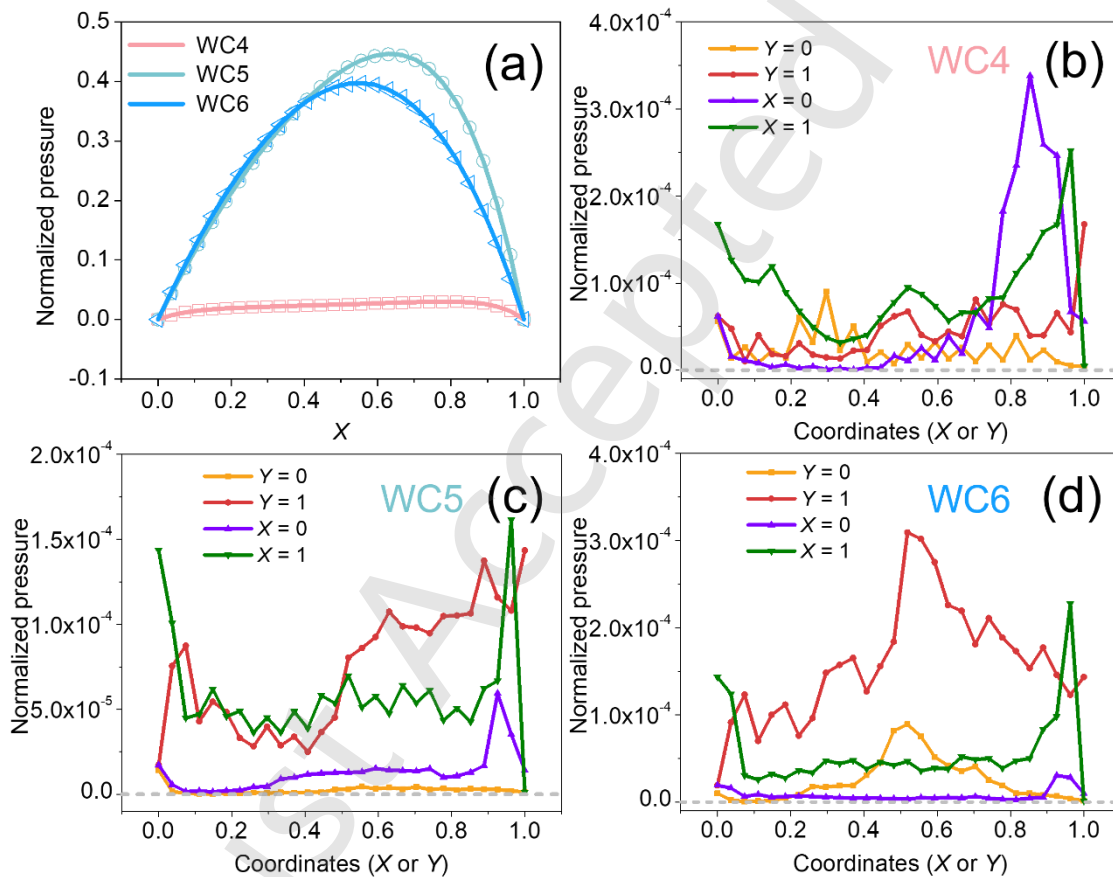 0.5
0.4
0.3
0.2
0.1
0.0
-0.1
Normalized pressure
WC4
WC5
WC6
(a)
0.0 0.2 0.4 0.6 0.8 1.0
X
4.0x10⁻⁴
3.0x10⁻⁴
2.0x10⁻⁴
1.0x10⁻⁴
0.0
Normalized pressure
Y = 0
Y = 1
X = 0
X = 1
WC4
(b)
0.0 0.2 0.4 0.6 0.8 1.0
Coordinates (X or Y)
2.0x10⁻⁴
1.5x10⁻⁴
1.0x10⁻⁴
5.0x10⁻⁵
0.0
Normalized pressure
Y = 0
Y = 1
X = 0
X = 1
WC5
(c)
0.0 0.2 0.4 0.6 0.8 1.0
Coordinates (X or Y)
4.0x10⁻⁴
3.0x10⁻⁴
2.0x10⁻⁴
1.0x10⁻⁴
0.0
Normalized pressure
Y = 0
Y = 1
X = 0
X = 1
WC6
(d)
0.0 0.2 0.4 0.6 0.8 1.0
Coordinates (X or Y)
Accepted